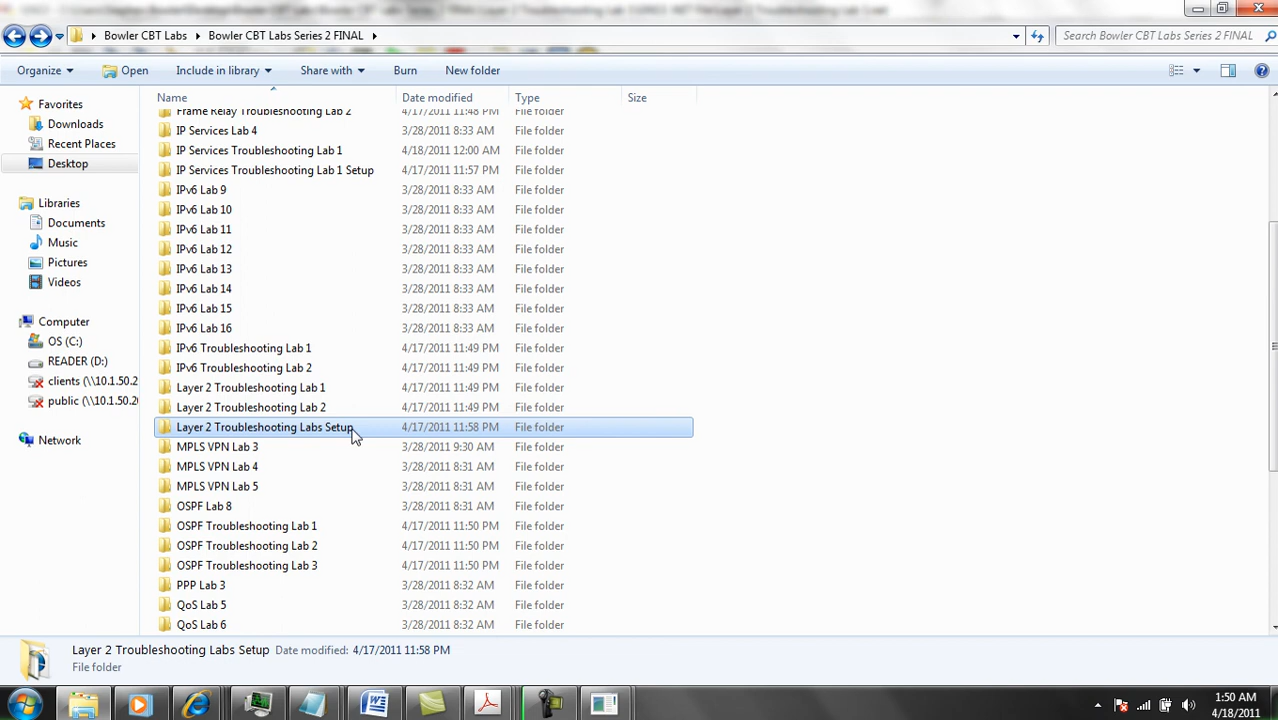 Bowler CBT Labs Bowler CBT Labs Series 2 FINAL Search Bowler CBT Labs Series 2 FINAL
Organize Open Include in library Share with Burn New folder
Name Date modified Type Size
Favorites
Downloads
Recent Places
Desktop
Libraries
Documents
Music
Pictures
Videos
Computer
OS (C:)
READER (D:)
clients (\\10.1.50.2
public (\\10.1.50.20
Network
Frame Relay Troubleshooting Lab 2 4/17/2011 11:48 PM File folder
IP Services Lab 4 3/28/2011 8:33 AM File folder
IP Services Troubleshooting Lab 1 4/18/2011 12:00 AM File folder
IP Services Troubleshooting Lab 1 Setup 4/17/2011 11:57 PM File folder
IPv6 Lab 9 3/28/2011 8:33 AM File folder
IPv6 Lab 10 3/28/2011 8:33 AM File folder
IPv6 Lab 11 3/28/2011 8:33 AM File folder
IPv6 Lab 12 3/28/2011 8:33 AM File folder
IPv6 Lab 13 3/28/2011 8:33 AM File folder
IPv6 Lab 14 3/28/2011 8:33 AM File folder
IPv6 Lab 15 3/28/2011 8:33 AM File folder
IPv6 Lab 16 3/28/2011 8:33 AM File folder
IPv6 Troubleshooting Lab 1 4/17/2011 11:49 PM File folder
IPv6 Troubleshooting Lab 2 4/17/2011 11:49 PM File folder
Layer 2 Troubleshooting Lab 1 4/17/2011 11:49 PM File folder
Layer 2 Troubleshooting Lab 2 4/17/2011 11:49 PM File folder
Layer 2 Troubleshooting Labs Setup 4/17/2011 11:58 PM File folder
MPLS VPN Lab 3 3/28/2011 9:30 AM File folder
MPLS VPN Lab 4 3/28/2011 8:31 AM File folder
MPLS VPN Lab 5 3/28/2011 8:31 AM File folder
OSPF Lab 8 3/28/2011 8:31 AM File folder
OSPF Troubleshooting Lab 1 4/17/2011 11:50 PM File folder
OSPF Troubleshooting Lab 2 4/17/2011 11:50 PM File folder
OSPF Troubleshooting Lab 3 4/17/2011 11:50 PM File folder
PPP Lab 3 3/28/2011 8:32 AM File folder
QoS Lab 5 3/28/2011 8:32 AM File folder
QoS Lab 6 3/28/2011 8:32 AM File folder
Layer 2 Troubleshooting Labs Setup Date modified: 4/17/2011 11:58 PM
File folder
1:50 AM
4/18/2011